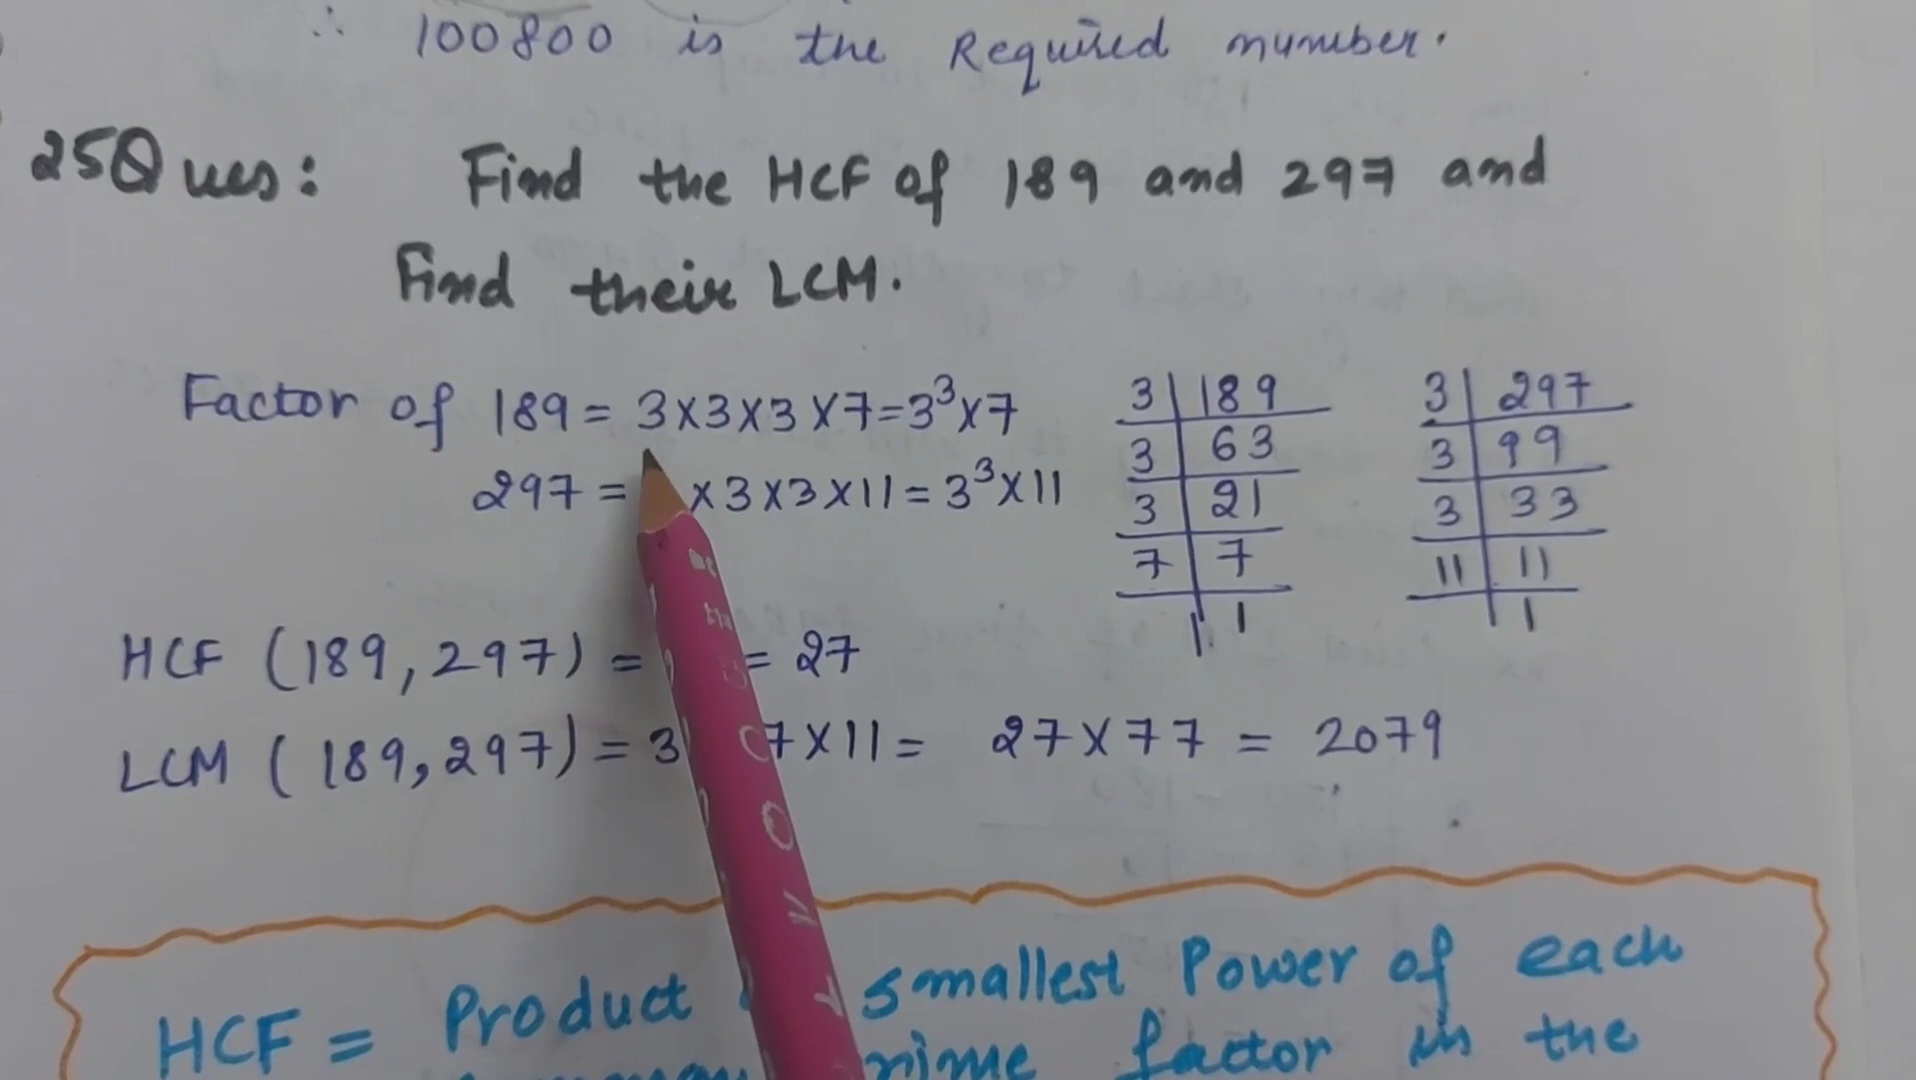 ∴ 100800 is the Required number.
25Ques: Find the HCF of 189 and 297 and
Find their LCM.
Factor of 189 = 3×3×3×7=3³×7
297 = ×3×3×11=3³×11
3 | 189
3 | 63
3 | 21
7 | 7
1
3 | 297
3 | 99
3 | 33
11 | 11
1
HCF (189,297) = = 27
LCM (189,297) = 3 7×11 = 27×77 = 2079
HCF = Product smallest Power of each
factor in the